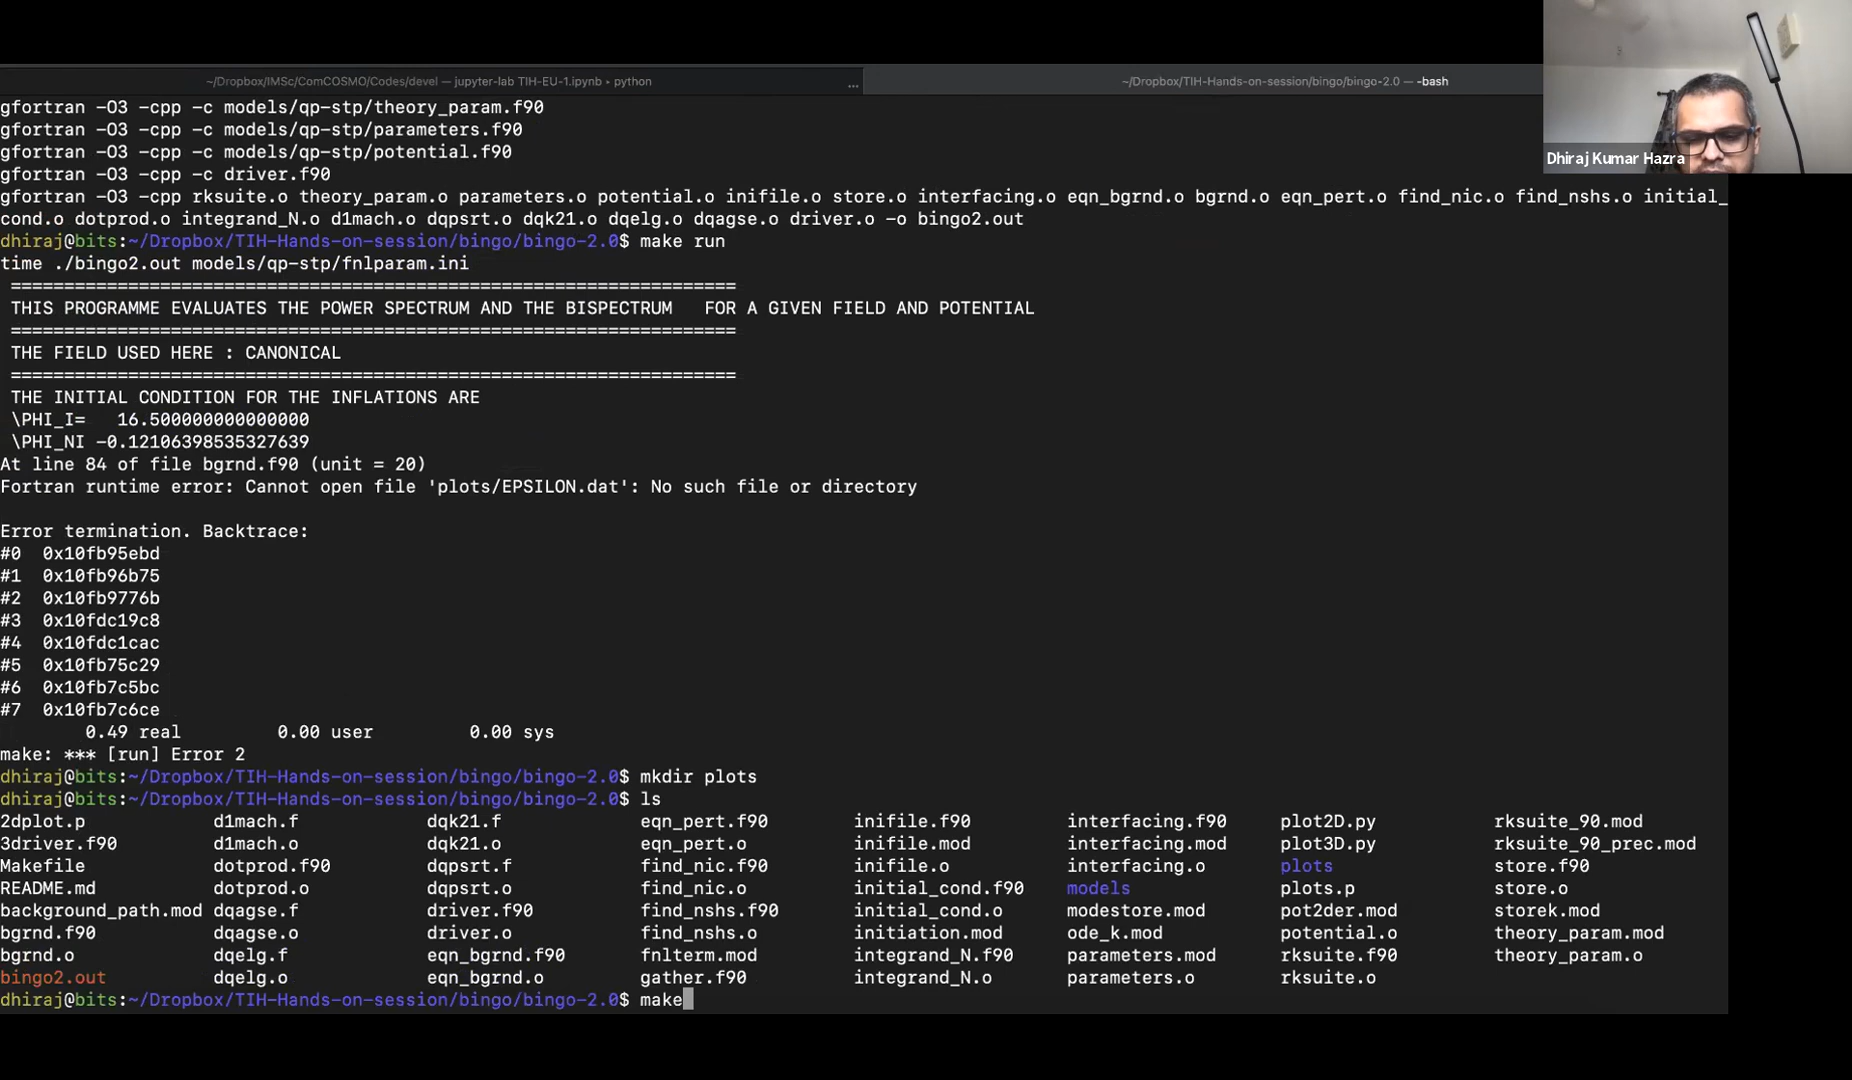 ~/Dropbox/IMSc/ComCOSMO/Codes/devel — jupyter-lab TIH-EU-1.ipynb ▸ python ... ~/Dropbox/TIH-Hands-on-session/bingo/bingo-2.0 — -bash
Dhiraj Kumar Hazra
gfortran -O3 -cpp -c models/qp-stp/theory_param.f90
gfortran -O3 -cpp -c models/qp-stp/parameters.f90
gfortran -O3 -cpp -c models/qp-stp/potential.f90
gfortran -O3 -cpp -c driver.f90
gfortran -O3 -cpp rksuite.o theory_param.o parameters.o potential.o inifile.o store.o interfacing.o eqn_bgrnd.o bgrnd.o eqn_pert.o find_nic.o find_nshs.o initial_
cond.o dotprod.o integrand_N.o d1mach.o dqpsrt.o dqk21.o dqelg.o dqagse.o driver.o -o bingo2.out
dhiraj@bits:~/Dropbox/TIH-Hands-on-session/bingo/bingo-2.0$ make run
time ./bingo2.out models/qp-stp/fnlparam.ini
====================================================================
THIS PROGRAMME EVALUATES THE POWER SPECTRUM AND THE BISPECTRUM   FOR A GIVEN FIELD AND POTENTIAL
====================================================================
THE FIELD USED HERE : CANONICAL
====================================================================
THE INITIAL CONDITION FOR THE INFLATIONS ARE
\PHI_I=   16.500000000000000
\PHI_NI -0.12106398535327639
At line 84 of file bgrnd.f90 (unit = 20)
Fortran runtime error: Cannot open file 'plots/EPSILON.dat': No such file or directory
Error termination. Backtrace:
#0  0x10fb95ebd
#1  0x10fb96b75
#2  0x10fb9776b
#3  0x10fdc19c8
#4  0x10fdc1cac
#5  0x10fb75c29
#6  0x10fb7c5bc
#7  0x10fb7c6ce
0.49 real         0.00 user         0.00 sys
make: *** [run] Error 2
dhiraj@bits:~/Dropbox/TIH-Hands-on-session/bingo/bingo-2.0$ mkdir plots
dhiraj@bits:~/Dropbox/TIH-Hands-on-session/bingo/bingo-2.0$ ls
2dplot.p            d1mach.f            dqk21.f             eqn_pert.f90        inifile.f90         interfacing.f90     plot2D.py           rksuite_90.mod
3driver.f90         d1mach.o            dqk21.o             eqn_pert.o          inifile.mod         interfacing.mod     plot3D.py           rksuite_90_prec.mod
Makefile            dotprod.f90         dqpsrt.f            find_nic.f90        inifile.o           interfacing.o       plots               store.f90
README.md           dotprod.o           dqpsrt.o            find_nic.o          initial_cond.f90    models              plots.p             store.o
background_path.mod dqagse.f            driver.f90          find_nshs.f90       initial_cond.o      modestore.mod       pot2der.mod         storek.mod
bgrnd.f90           dqagse.o            driver.o            find_nshs.o         initiation.mod      ode_k.mod           potential.o         theory_param.mod
bgrnd.o             dqelg.f             eqn_bgrnd.f90       fnlterm.mod         integrand_N.f90     parameters.mod      rksuite.f90         theory_param.o
bingo2.out          dqelg.o             eqn_bgrnd.o         gather.f90          integrand_N.o       parameters.o        rksuite.o
dhiraj@bits:~/Dropbox/TIH-Hands-on-session/bingo/bingo-2.0$ make